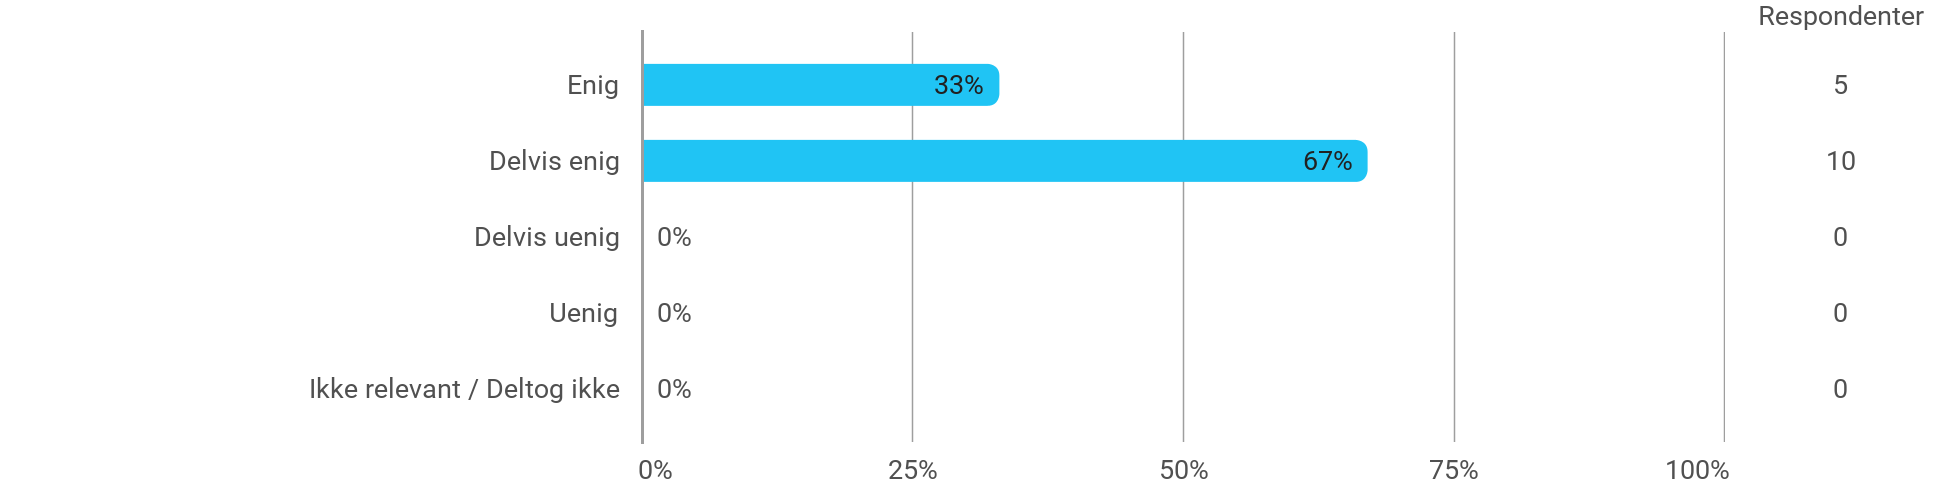 Respondenter
Enig 33% 5
Delvis enig 67% 10
Delvis uenig 0% 0
Uenig 0% 0
Ikke relevant / Deltog ikke 0% 0
0% 25% 50% 75% 100%